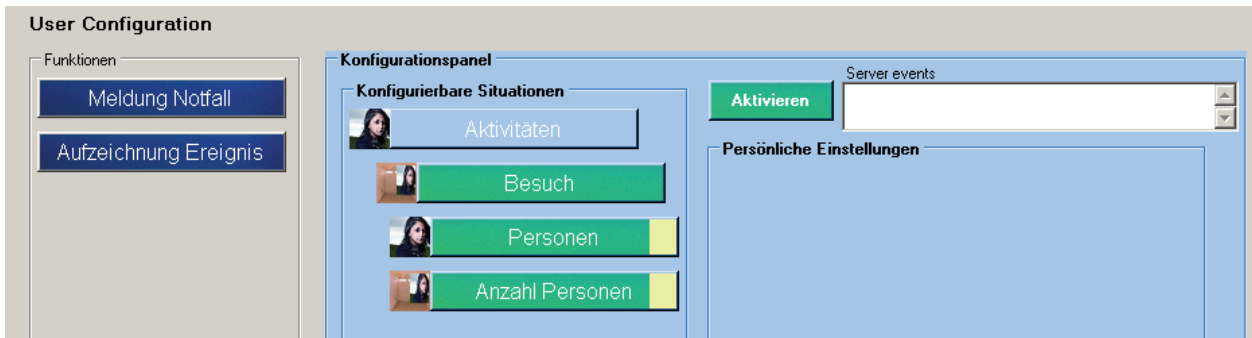 User Configuration
Funktionen
Meldung Notfall
Aufzeichnung Ereignis
Konfigurationspanel
Konfigurierbare Situationen
Aktivitäten
Besuch
Personen
Anzahl Personen
Aktivieren
Server events
Persönliche Einstellungen